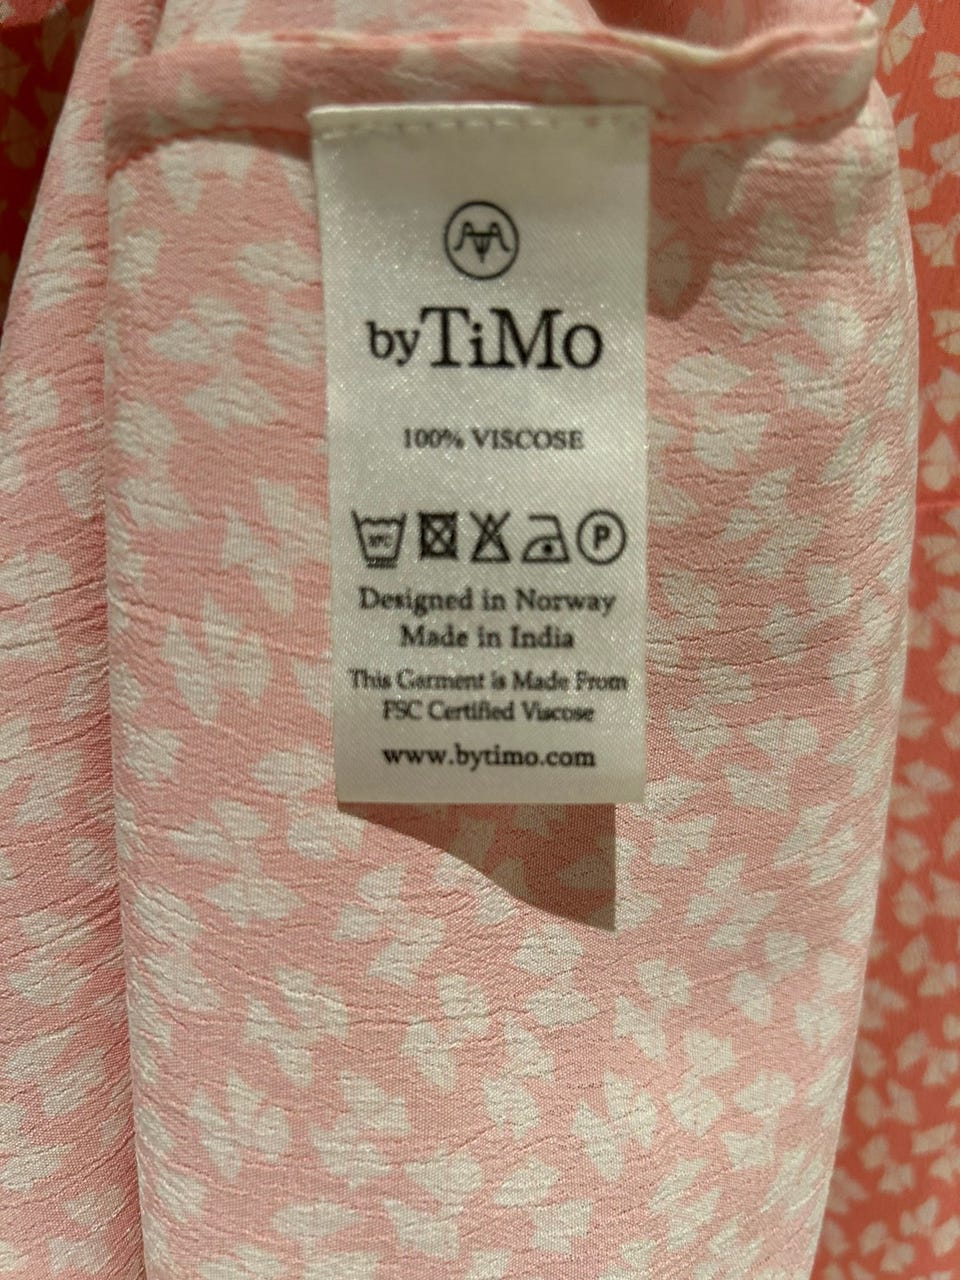 byTiMo
100% VISCOSE
P
Designed in Norway
Made in India
This Garment is Made From
FSC Certified Viscose
www.bytimo.com